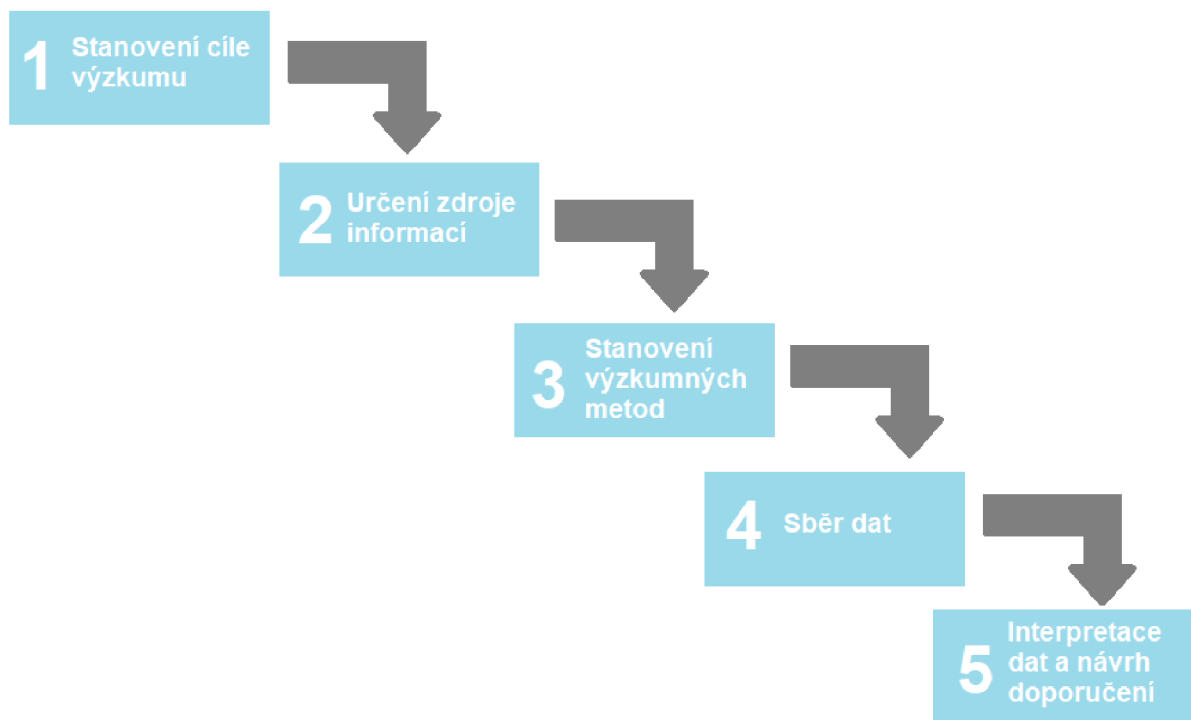 1 Stanovení cíle
výzkumu
2 Určení zdroje
informací
3 Stanovení
výzkumných
metod
4 Sběr dat
5 Interpretace
dat a návrh
doporučení